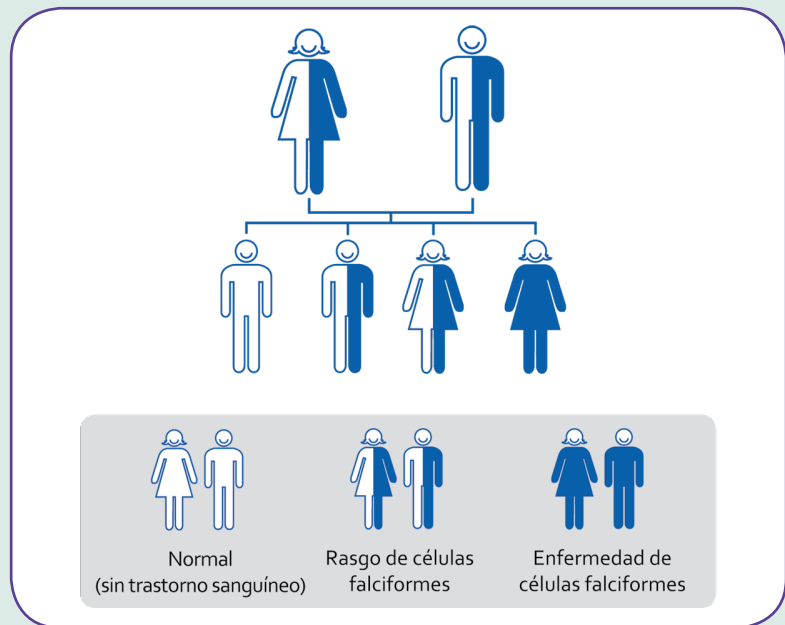 Normal
(sin trastorno sanguíneo)
Rasgo de células
falciformes
Enfermedad de
células falciformes